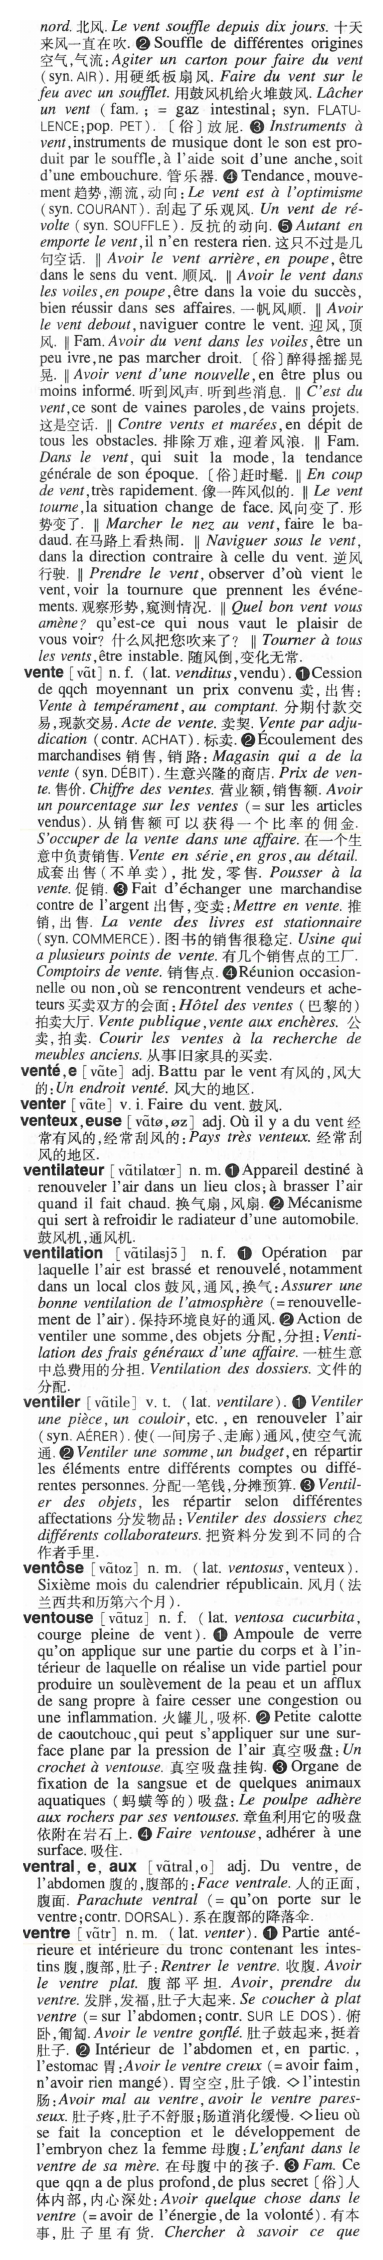 nord. 北风. Le vent souffle depuis dix jours. 十天
来风一直在吹. ❷ Souffle de différentes origines
空气,气流: Agiter un carton pour faire du vent
(syn. AIR). 用硬纸板扇风. Faire du vent sur le
feu avec un soufflet. 用鼓风机给火堆鼓风. Lâcher
un vent (fam.; = gaz intestinal; syn. FLATU-
LENCE; pop. PET). 〔俗〕放屁. ❸ Instruments à
vent, instruments de musique dont le son est pro-
duit par le souffle, à l'aide soit d'une anche, soit
d'une embouchure. 管乐器. ❹ Tendance, mouve-
ment 趋势,潮流,动向: Le vent est à l'optimisme
(syn. COURANT). 刮起了乐观风. Un vent de ré-
volte (syn. SOUFFLE). 反抗的动向. ❺ Autant en
emporte le vent, il n'en restera rien. 这只不过是几
句空话. ‖ Avoir le vent arrière, en poupe, être
dans le sens du vent. 顺风. ‖ Avoir le vent dans
les voiles, en poupe, être dans la voie du succès,
bien réussir dans ses affaires. 一帆风顺. ‖ Avoir
le vent debout, naviguer contre le vent. 迎风,顶
风. ‖ Fam. Avoir du vent dans les voiles, être un
peu ivre, ne pas marcher droit. 〔俗〕醉得摇摇晃
晃. ‖ Avoir vent d'une nouvelle, en être plus ou
moins informé. 听到风声. 听到些消息. ‖ C'est du
vent, ce sont de vaines paroles, de vains projets.
这是空话. ‖ Contre vents et marées, en dépit de
tous les obstacles. 排除万难,迎着风浪. ‖ Fam.
Dans le vent, qui suit la mode, la tendance
générale de son époque. 〔俗〕赶时髦. ‖ En coup
de vent, très rapidement. 像一阵风似的. ‖ Le vent
tourne, la situation change de face. 风向变了. 形
势变了. ‖ Marcher le nez au vent, faire le ba-
daud. 在马路上看热闹. ‖ Naviguer sous le vent,
dans la direction contraire à celle du vent. 逆风
行驶. ‖ Prendre le vent, observer d'où vient le
vent, voir la tournure que prennent les événe-
ments. 观察形势,窥测情况. ‖ Quel bon vent vous
amène? qu'est-ce qui nous vaut le plaisir de
vous voir? 什么风把您吹来了? ‖ Tourner à tous
les vents, être instable. 随风倒,变化无常.
vente [vɑ̃t] n. f. (lat. venditus, vendu). ❶ Cession
de qqch moyennant un prix convenu 卖,出售:
Vente à tempérament, au comptant. 分期付款交
易,现款交易. Acte de vente. 卖契. Vente par adju-
dication (contr. ACHAT). 标卖. ❷ Écoulement des
marchandises 销售,销路: Magasin qui a de la
vente (syn. DÉBIT). 生意兴隆的商店. Prix de ven-
te. 售价. Chiffre des ventes. 营业额,销售额. Avoir
un pourcentage sur les ventes (= sur les articles
vendus). 从销售额可以获得一个比率的佣金.
S'occuper de la vente dans une affaire. 在一个生
意中负责销售. Vente en série, en gros, au détail.
成套出售(不单卖),批发,零售. Pousser à la
vente. 促销. ❸ Fait d'échanger une marchandise
contre de l'argent 出售,变卖; Mettre en vente. 推
销,出售. La vente des livres est stationnaire
(syn. COMMERCE). 图书的销售很稳定. Usine qui
a plusieurs points de vente. 有几个销售点的工厂.
Comptoirs de vente. 销售点. ❹ Réunion occasion-
nelle ou non, où se rencontrent vendeurs et ache-
teurs 买卖双方的会面: Hôtel des ventes (巴黎的)
拍卖大厅. Vente publique, vente aux enchères. 公
卖,拍卖. Courir les ventes à la recherche de
meubles anciens. 从事旧家具的买卖.
venté, e [vɑ̃te] adj. Battu par le vent 有风的,风大
的: Un endroit venté. 风大的地区.
venter [vɑ̃te] v. i. Faire du vent. 鼓风.
venteux, euse [vɑ̃tø, øz] adj. Où il y a du vent 经
常有风的,经常刮风的: Pays très venteux. 经常刮
风的地区.
ventilateur [vɑ̃tilatœr] n. m. ❶ Appareil destiné à
renouveler l'air dans un lieu clos; à brasser l'air
quand il fait chaud. 换气扇,风扇. ❷ Mécanisme
qui sert à refroidir le radiateur d'une automobile.
鼓风机,通风机.
ventilation [vɑ̃tilasjɔ̃] n. f. ❶ Opération par
laquelle l'air est brassé et renouvelé, notamment
dans un local clos 鼓风,通风,换气: Assurer une
bonne ventilation de l'atmosphère (= renouvelle-
ment de l'air). 保持环境良好的通风. ❷ Action de
ventiler une somme, des objets 分配,分担: Venti-
lation des frais généraux d'une affaire. 一桩生意
中总费用的分担. Ventilation des dossiers. 文件的
分配.
ventiler [vɑ̃tile] v. t. (lat. ventilare). ❶ Ventiler
une pièce, un couloir, etc., en renouveler l'air
(syn. AÉRER). 使(一间房子、走廊)通风,使空气流
通. ❷ Ventiler une somme, un budget, en répartir
les éléments entre différents comptes ou diffé-
rentes personnes. 分配一笔钱,分摊预算. ❸ Ventil-
er des objets, les répartir selon différentes
affectations 分发物品: Ventiler des dossiers chez
différents collaborateurs. 把资料分发到不同的合
作者手里.
ventôse [vɑ̃toz] n. m. (lat. ventosus, venteux).
Sixième mois du calendrier républicain. 风月(法
兰西共和历第六个月).
ventouse [vɑ̃tuz] n. f. (lat. ventosa cucurbita,
courge pleine de vent). ❶ Ampoule de verre
qu'on applique sur une partie du corps et à l'in-
térieur de laquelle on réalise un vide partiel pour
produire un soulèvement de la peau et un afflux
de sang propre à faire cesser une congestion ou
une inflammation. 火罐儿,吸杯. ❷ Petite calotte
de caoutchouc, qui peut s'appliquer sur une sur-
face plane par la pression de l'air 真空吸盘: Un
crochet à ventouse. 真空吸盘挂钩. ❸ Organe de
fixation de la sangsue et de quelques animaux
aquatiques (蚂蟥等的) 吸盘: Le poulpe adhère
aux rochers par ses ventouses. 章鱼利用它的吸盘
依附在岩石上. ❹ Faire ventouse, adhérer à une
surface. 吸住.
ventral, e, aux [vɑ̃tral, o] adj. Du ventre, de
l'abdomen 腹的,腹部的: Face ventrale. 人的正面,
腹面. Parachute ventral (= qu'on porte sur le
ventre; contr. DORSAL). 系在腹部的降落伞.
ventre [vɑ̃tr] n. m. (lat. venter). ❶ Partie anté-
rieure et intérieure du tronc contenant les intes-
tins 腹,腹部,肚子: Rentrer le ventre. 收腹. Avoir
le ventre plat. 腹部平坦. Avoir, prendre du
ventre. 发胖,发福,肚子大起来. Se coucher à plat
ventre (= sur l'abdomen; contr. SUR LE DOS). 俯
卧,匍匐. Avoir le ventre gonflé. 肚子鼓起来,挺着
肚子. ❷ Intérieur de l'abdomen et, en partic.,
l'estomac 胃: Avoir le ventre creux (= avoir faim,
n'avoir rien mangé). 胃空空,肚子饿. ◇ l'intestin
肠: Avoir mal au ventre, avoir le ventre pares-
seux. 肚子疼,肚子不舒服;肠道消化缓慢. ◇ lieu où
se fait la conception et le développement de
l'embryon chez la femme 母腹: L'enfant dans le
ventre de sa mère. 在母腹中的孩子. ❸ Fam. Ce
que qqn a de plus profond, de plus secret〔俗〕人
体内部,内心深处: Avoir quelque chose dans le
ventre (= avoir de l'énergie, de la volonté). 有本
事,肚子里有货. Chercher à savoir ce que